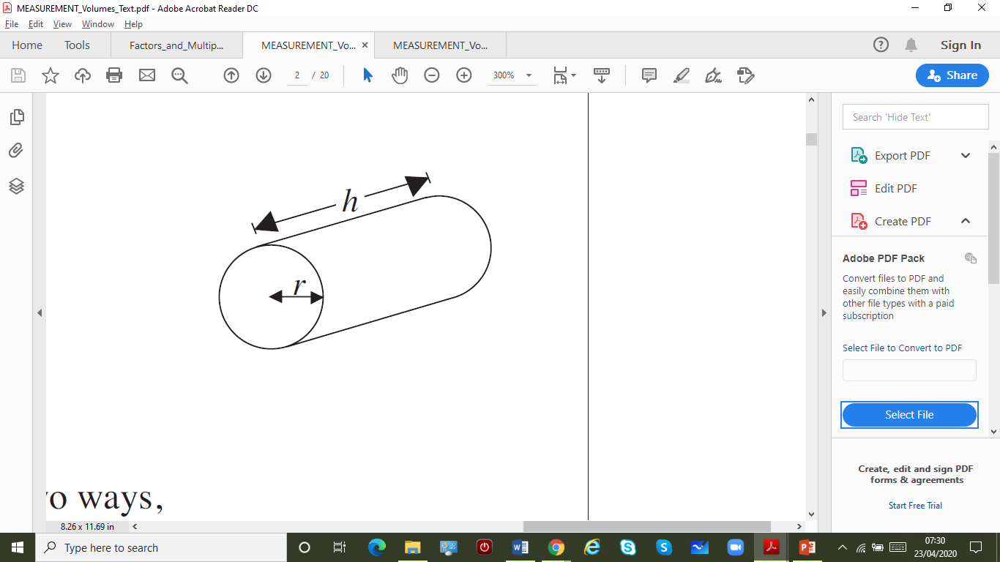 MEASUREMENT_Volumes_Text.pdf - Adobe Acrobat Reader DC
File Edit View Window Help
Home Tools Factors_and_Multip... MEASUREMENT_Vo... × MEASUREMENT_Vo... Sign In
2 / 20 300% Share
Search 'Hide Text'
Export PDF
Edit PDF
Create PDF
Adobe PDF Pack
Convert files to PDF and
easily combine them with
other file types with a paid
subscription
Select File to Convert to PDF
Select File
Create, edit and sign PDF
forms & agreements
Start Free Trial
h
r
o ways,
8.26 x 11.69 in
Type here to search
07:30
23/04/2020